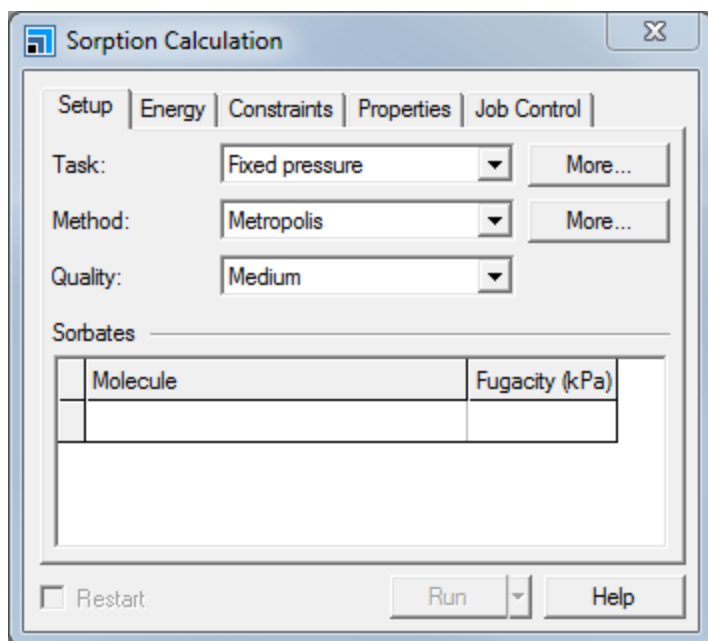 Sorption Calculation
Setup Energy Constraints Properties Job Control
Task: Fixed pressure More...
Method: Metropolis More...
Quality: Medium
Sorbates
Molecule Fugacity (kPa)
Restart Run Help